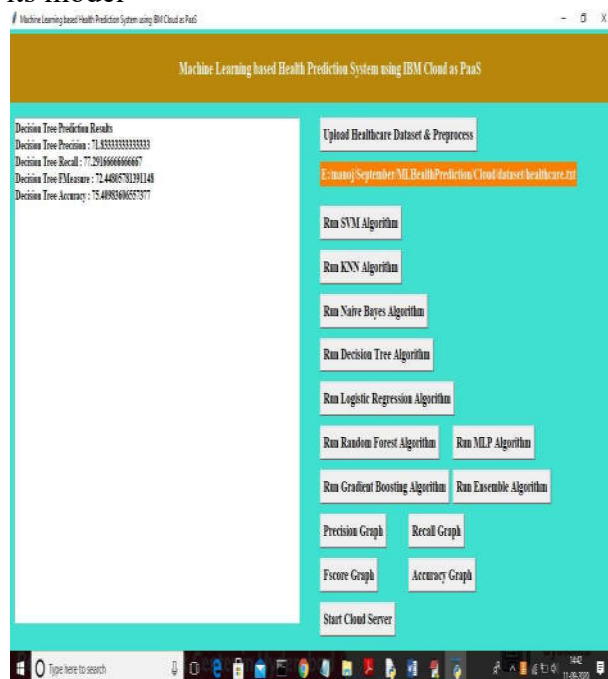 its model
Machine Learning based Health Prediction System using IBM Cloud as PaaS
Machine Learning based Health Prediction System using IBM Cloud as PaaS
Decision Tree Prediction Results
Decision Tree Precision : 71.83333333333333
Decision Tree Recall : 77.29166666666667
Decision Tree FMeasure : 72.44805781391148
Decision Tree Accuracy : 75.40983606557377
Upload Healthcare Dataset & Preprocess
E:/manoj/September/MLHealthPrediction/Cloud/dataset/healthcare.txt
Run SVM Algorithm
Run KNN Algorithm
Run Naive Bayes Algorithm
Run Decision Tree Algorithm
Run Logistic Regression Algorithm
Run Random Forest Algorithm Run MLP Algorithm
Run Gradient Boosting Algorithm Run Ensemble Algorithm
Precision Graph Recall Graph
Fscore Graph Accuracy Graph
Start Cloud Server
Type here to search
14:42
11-09-2020